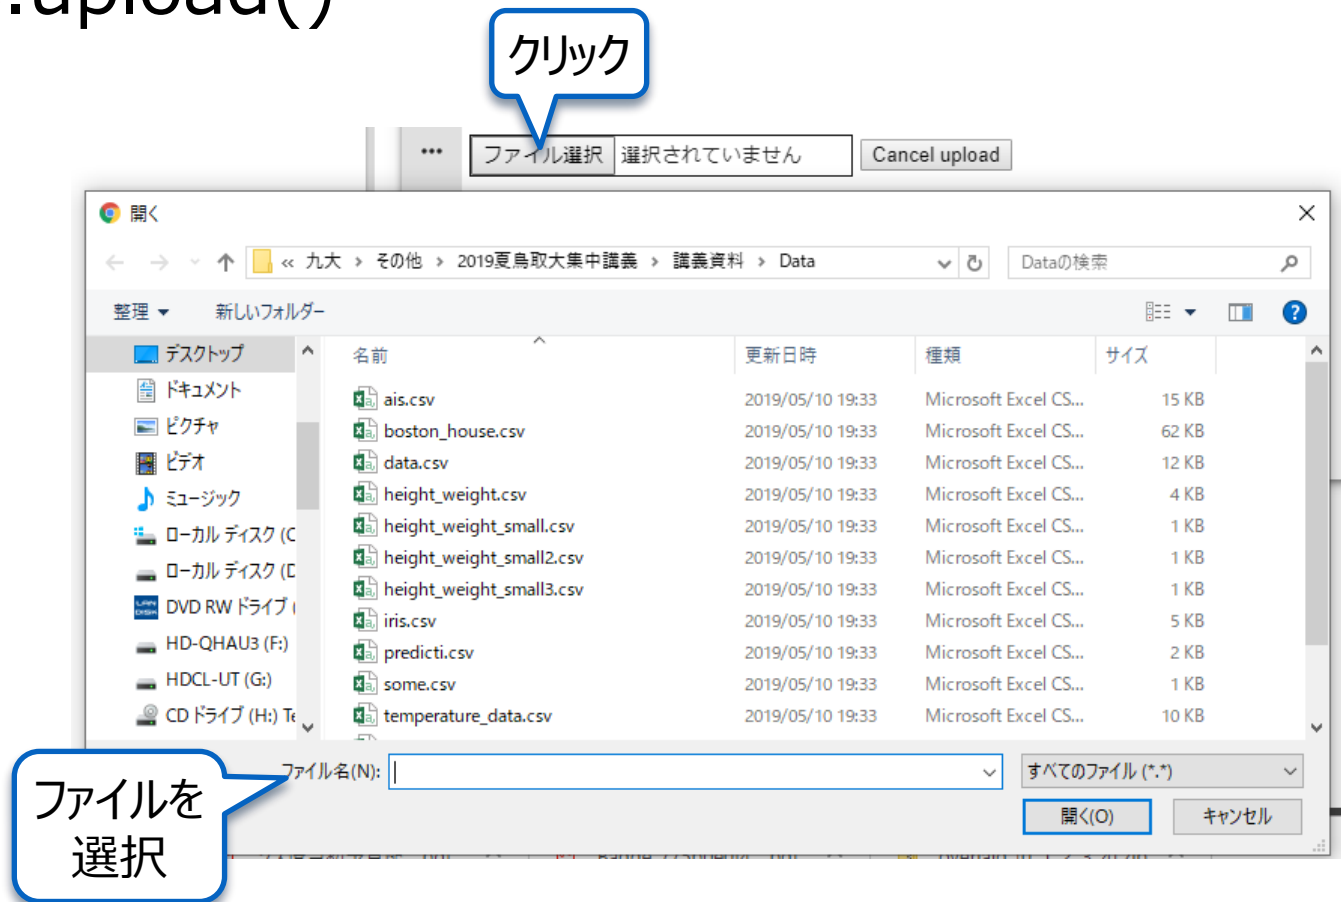 .upload()
クリック
ファイル選択 選択されていません Cancel upload
開く
« 九大 › その他 › 2019夏鳥取大集中講義 › 講義資料 › Data Dataの検索
整理 新しいフォルダー
デスクトップ
ドキュメント
ピクチャ
ビデオ
ミュージック
ローカル ディスク (C
ローカル ディスク (D
DVD RW ドライブ (
HD-QHAU3 (F:)
HDCL-UT (G:)
CD ドライブ (H:) Te
名前 更新日時 種類 サイズ
ais.csv 2019/05/10 19:33 Microsoft Excel CS... 15 KB
boston_house.csv 2019/05/10 19:33 Microsoft Excel CS... 62 KB
data.csv 2019/05/10 19:33 Microsoft Excel CS... 12 KB
height_weight.csv 2019/05/10 19:33 Microsoft Excel CS... 4 KB
height_weight_small.csv 2019/05/10 19:33 Microsoft Excel CS... 1 KB
height_weight_small2.csv 2019/05/10 19:33 Microsoft Excel CS... 1 KB
height_weight_small3.csv 2019/05/10 19:33 Microsoft Excel CS... 1 KB
iris.csv 2019/05/10 19:33 Microsoft Excel CS... 5 KB
predicti.csv 2019/05/10 19:33 Microsoft Excel CS... 2 KB
some.csv 2019/05/10 19:33 Microsoft Excel CS... 1 KB
temperature_data.csv 2019/05/10 19:33 Microsoft Excel CS... 10 KB
ファイル名(N): すべてのファイル (*.*)
開く(O) キャンセル
ファイルを
選択